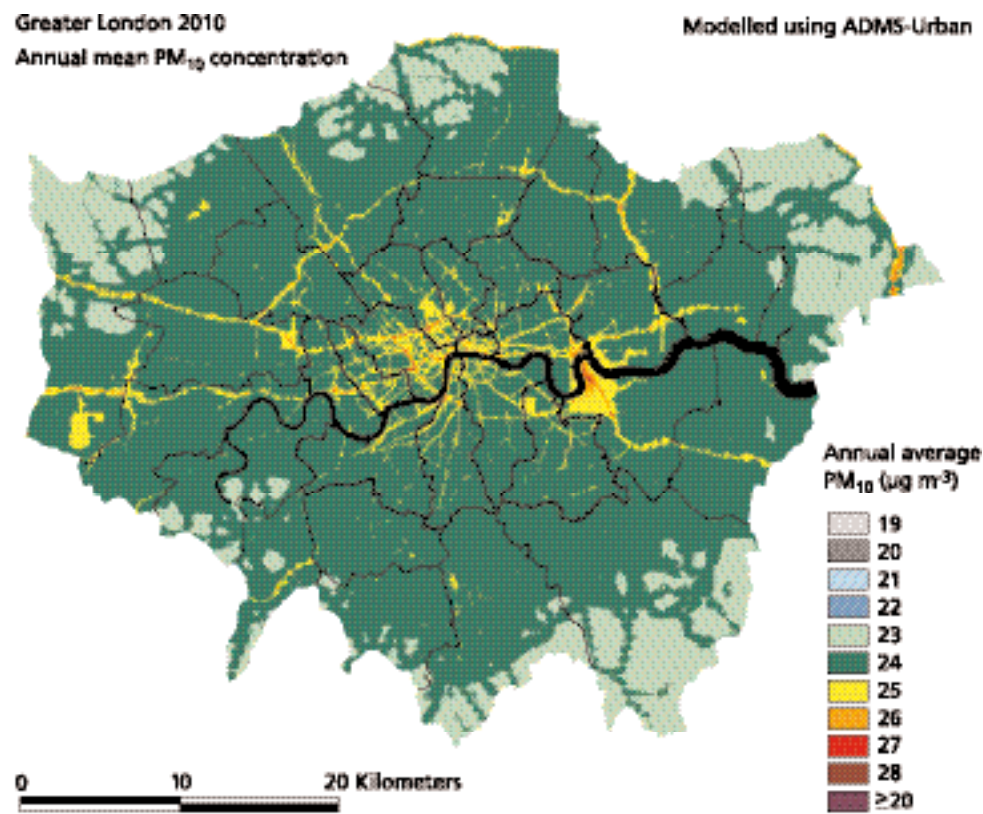 Greater London 2010
Annual mean PM₁₀ concentration
Modelled using ADMS-Urban
Annual average
PM₁₀ (µg m⁻³)
19
20
21
22
23
24
25
26
27
28
≥20
0 10 20 Kilometers